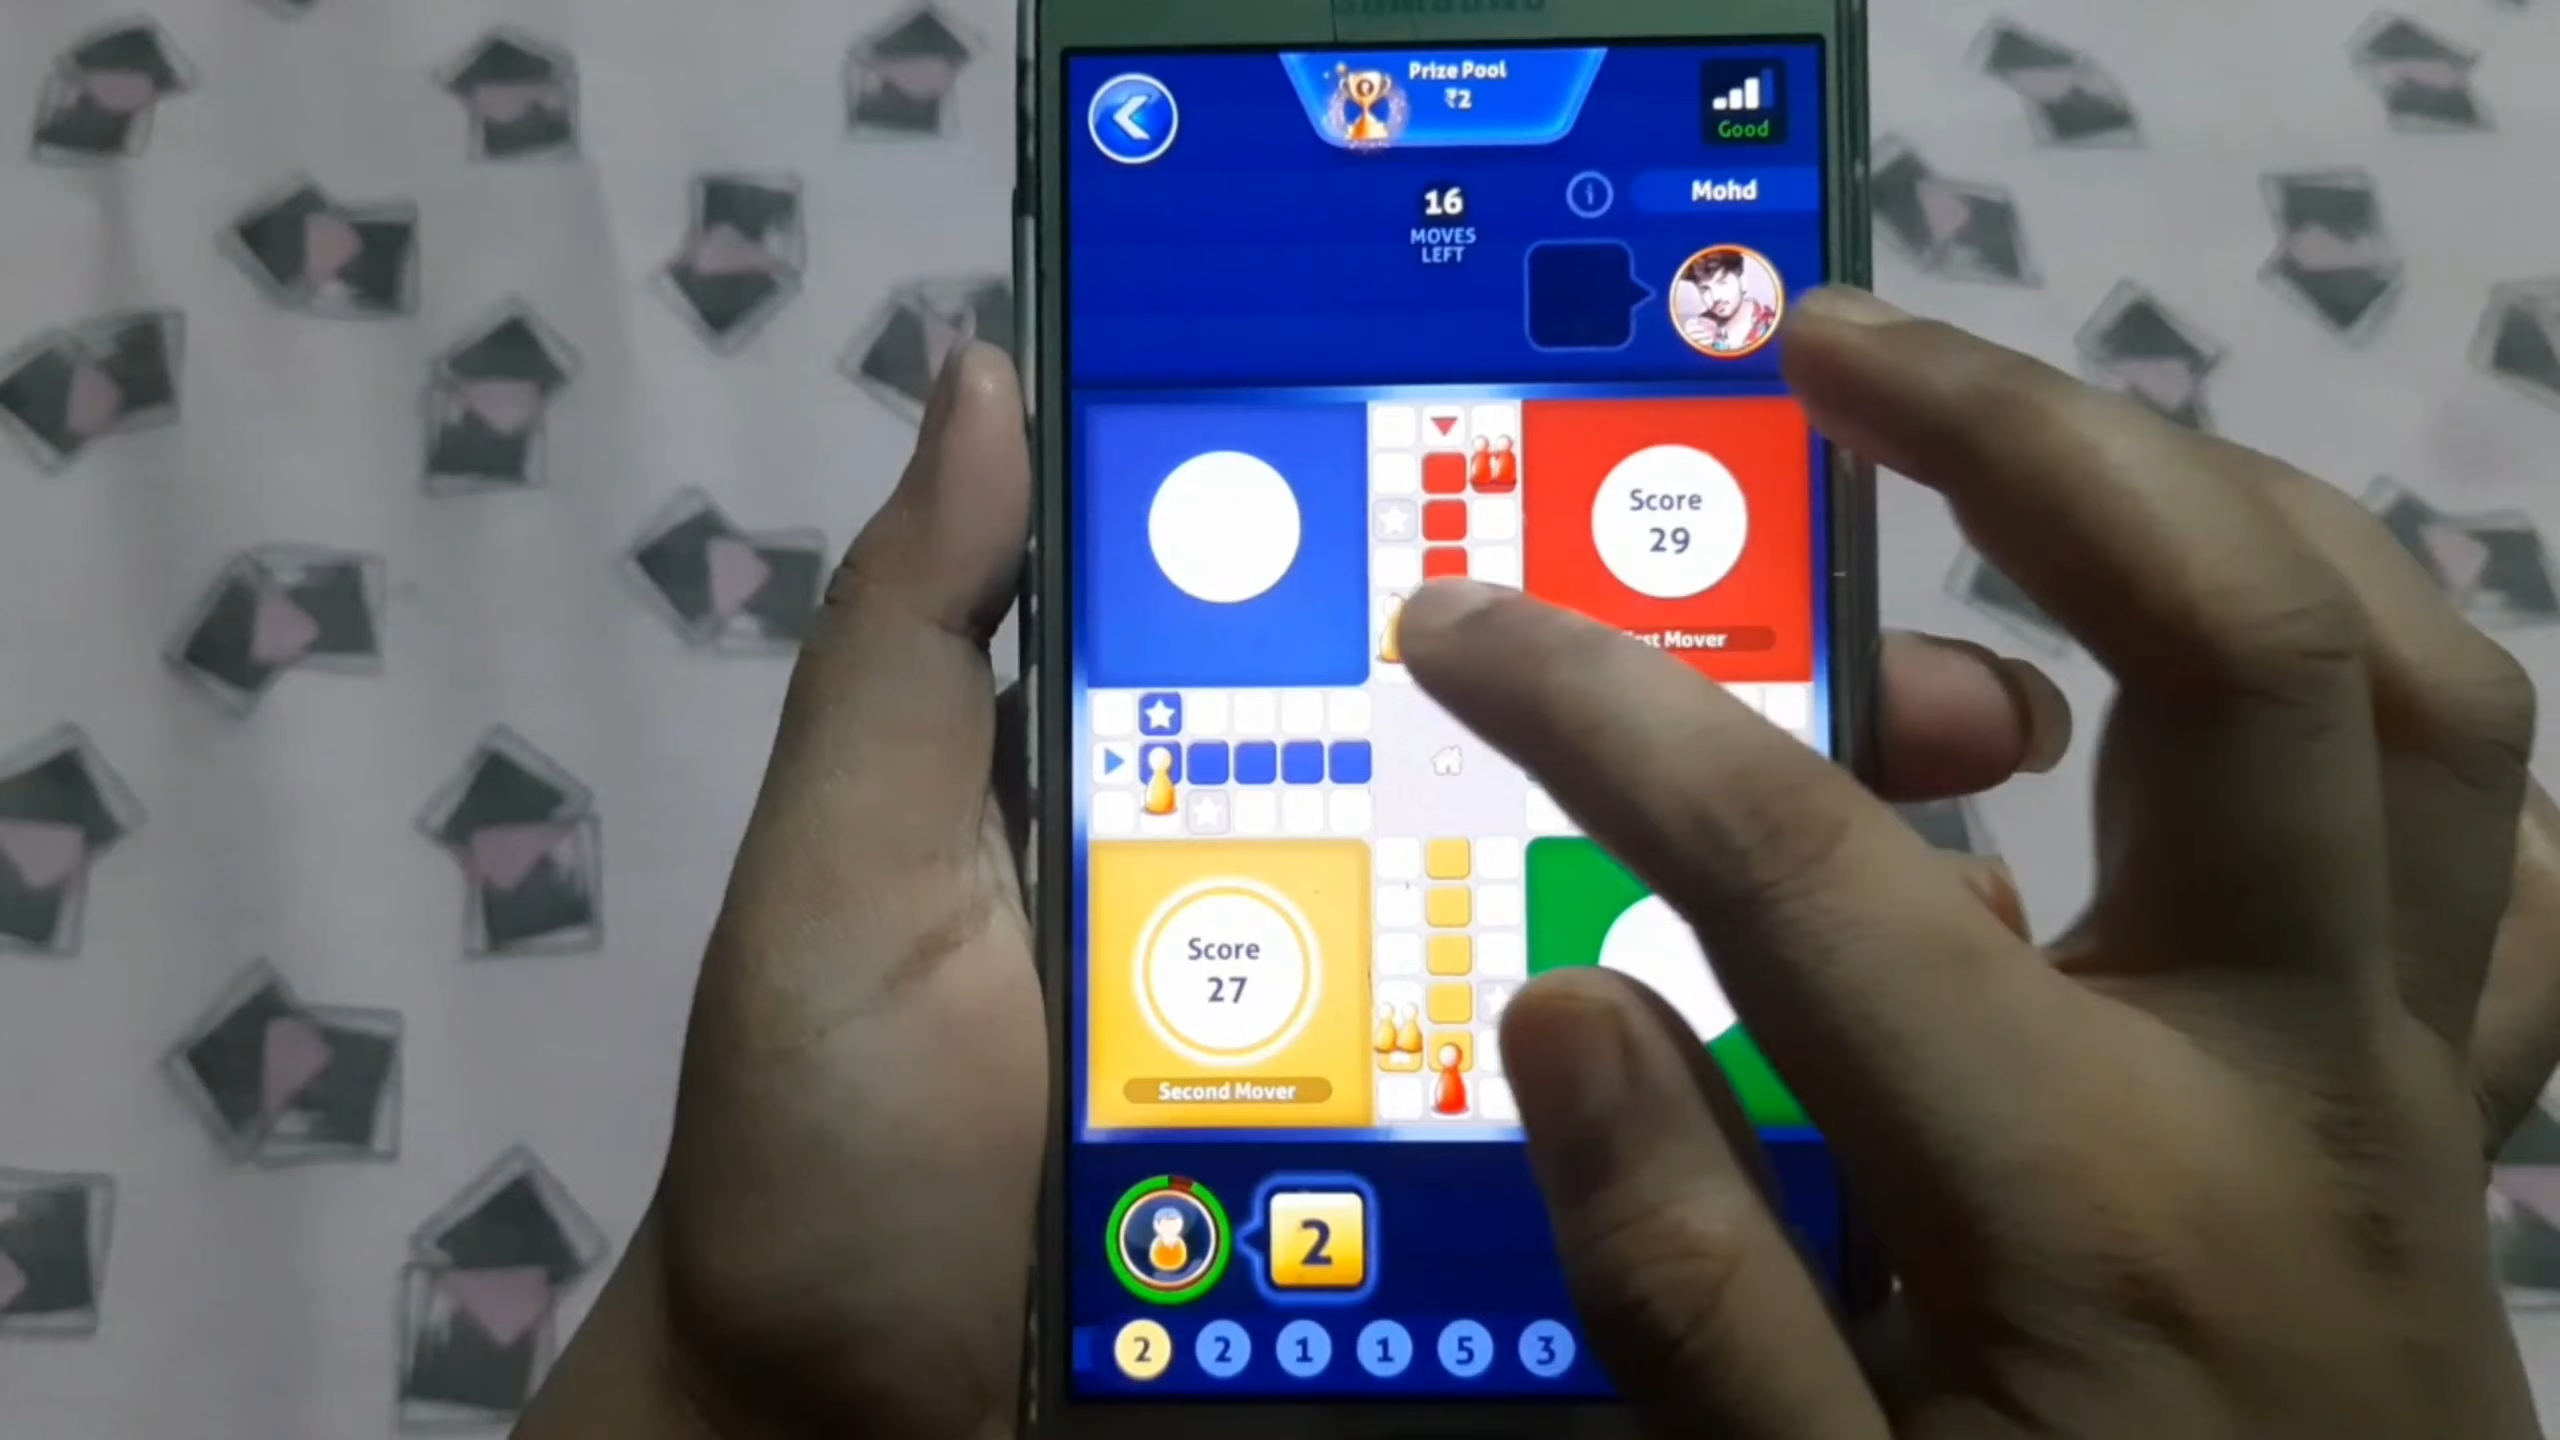 Prize Pool
₹2
Good
16
MOVES
LEFT
Mohd
Score
29
Mover
Score
27
Second Mover
2
2 2 1 1 5 3